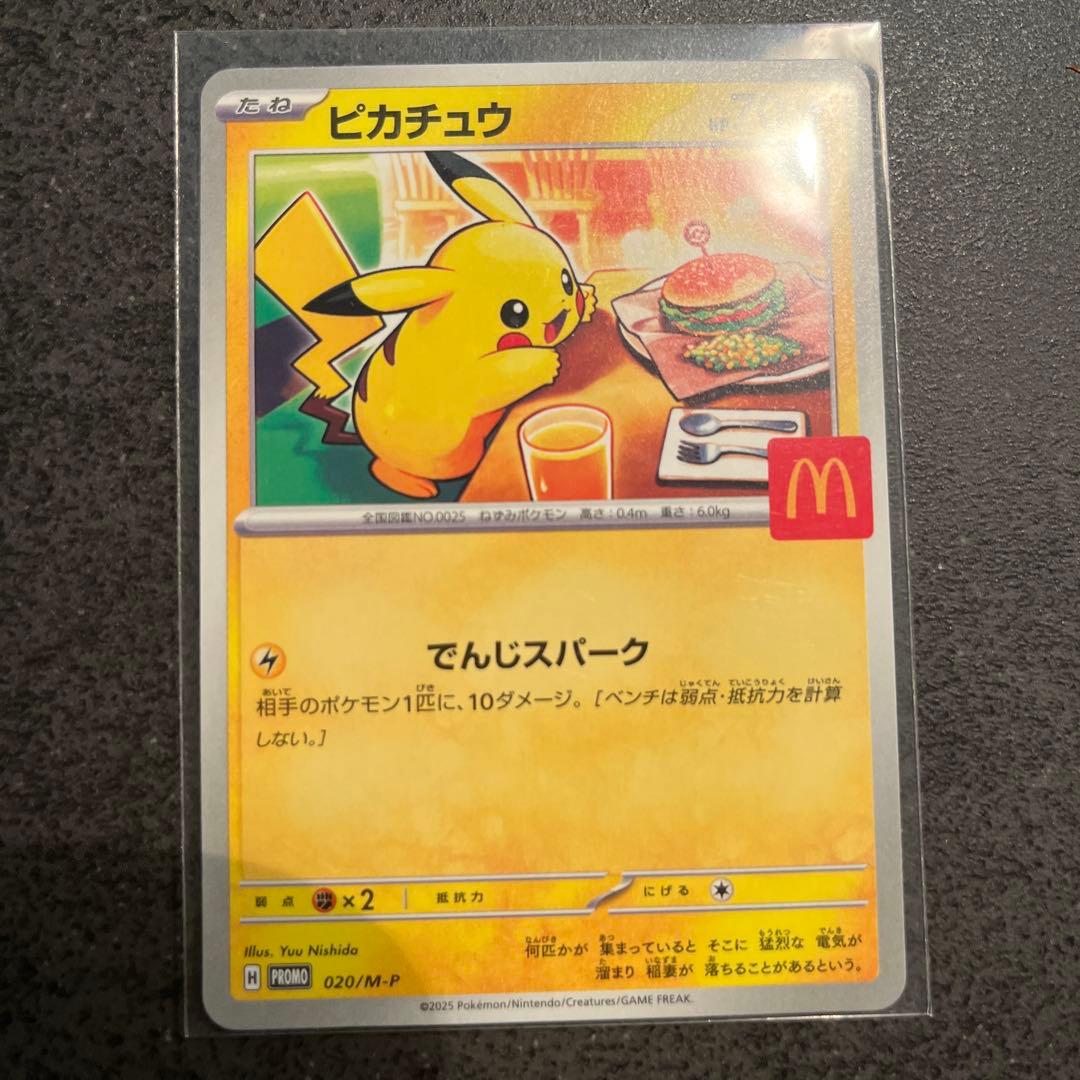 たね ピカチュウ HP 7
M
全国図鑑NO.0025 ねずみポケモン 高さ:0.4m 重さ:6.0kg
でんじスパーク
相手のポケモン1匹に、10ダメージ。[ベンチは弱点・抵抗力を計算
しない。]
弱点 ×2 抵抗力 にげる
Illus. Yuu Nishida
何匹かが 集まっていると そこに 猛烈な 電気が
溜まり 稲妻が 落ちることがあるという。
H PROMO 020/M-P
©2025 Pokémon/Nintendo/Creatures/GAME FREAK.